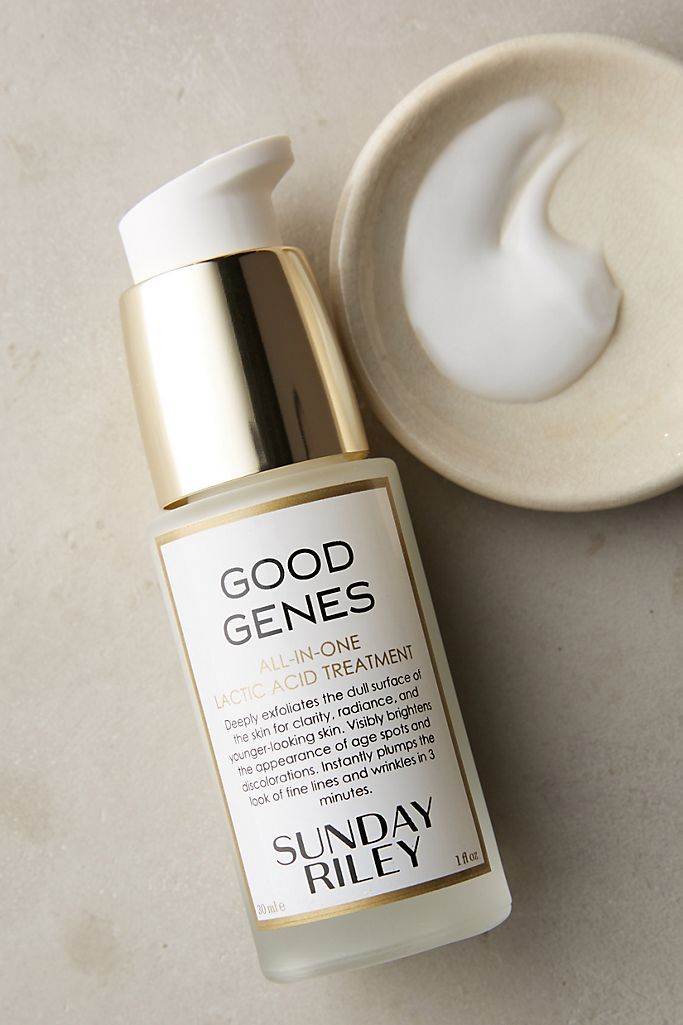 GOOD
GENES
ALL-IN-ONE
LACTIC ACID TREATMENT
Deeply exfoliates the dull surface of
the skin for clarity, radiance, and
younger-looking skin. Visibly brightens
the appearance of age spots and
discolorations. Instantly plumps the
look of fine lines and wrinkles in 3
minutes.
SUNDAY
RILEY
30 ml e
1 fl oz